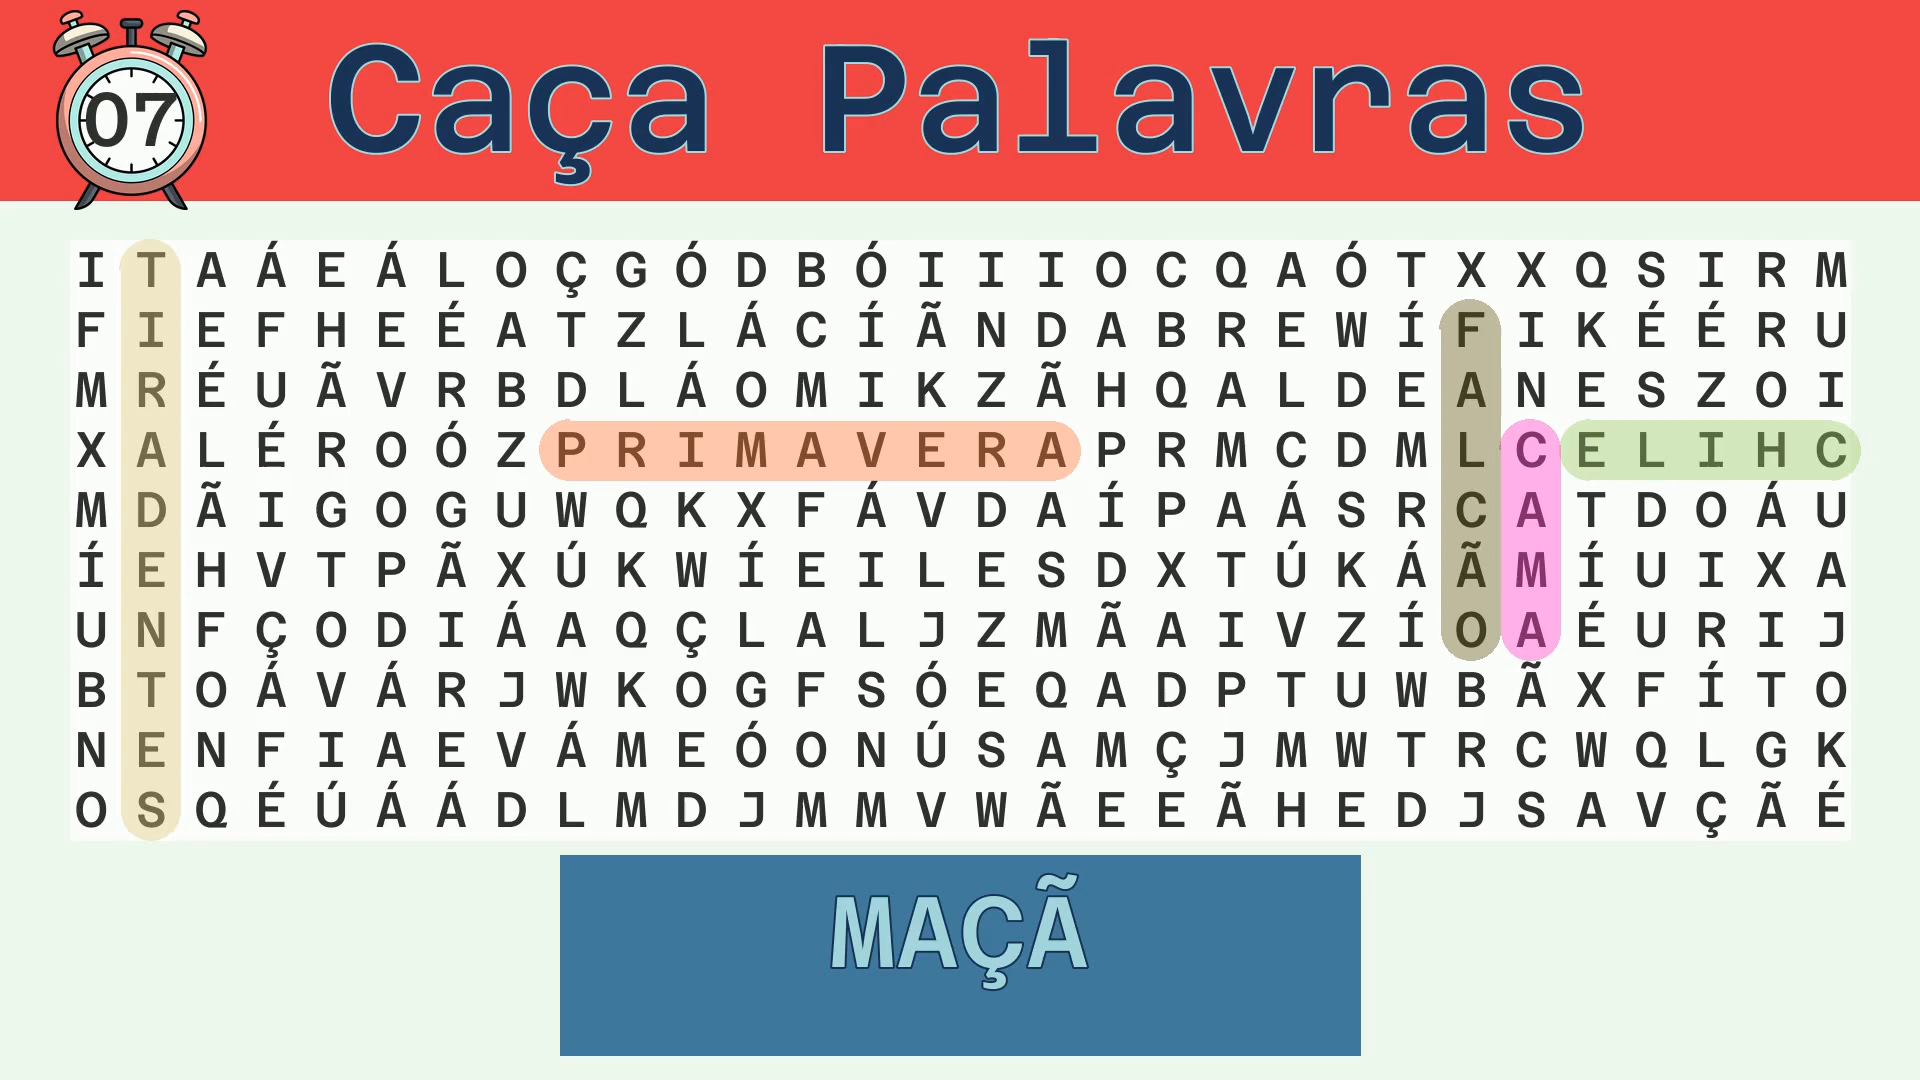 07
Caça Palavras
I T A Á E Á L O Ç G Ó D B Ó I I I O C Q A Ó T X X Q S I R M
F I E F H E É A T Z L Á C Í Ã N D A B R E W Í F I K É É R U
M R É U Ã V R B D L Á O M I K Z Ã H Q A L D E A N E S Z O I
X A L É R O Ó Z P R I M A V E R A P R M C D M L C E L I H C
M D Ã I G O G U W Q K X F Á V D A Í P A Á S R C A T D O Á U
Í E H V T P Ã X Ú K W Í E I L E S D X T Ú K Á Ã M Í U I X A
U N F Ç O D I Á A Q Ç L A L J Z M Ã A I V Z Í O A É U R I J
B T O Á V Á R J W K O G F S Ó E Q A D P T U W B Ã X F Í T O
N E N F I A E V Á M E Ó O N Ú S A M Ç J M W T R C W Q L G K
O S Q É Ú Á Á D L M D J M M V W Ã E E Ã H E D J S A V Ç Ã É
MAÇÃ